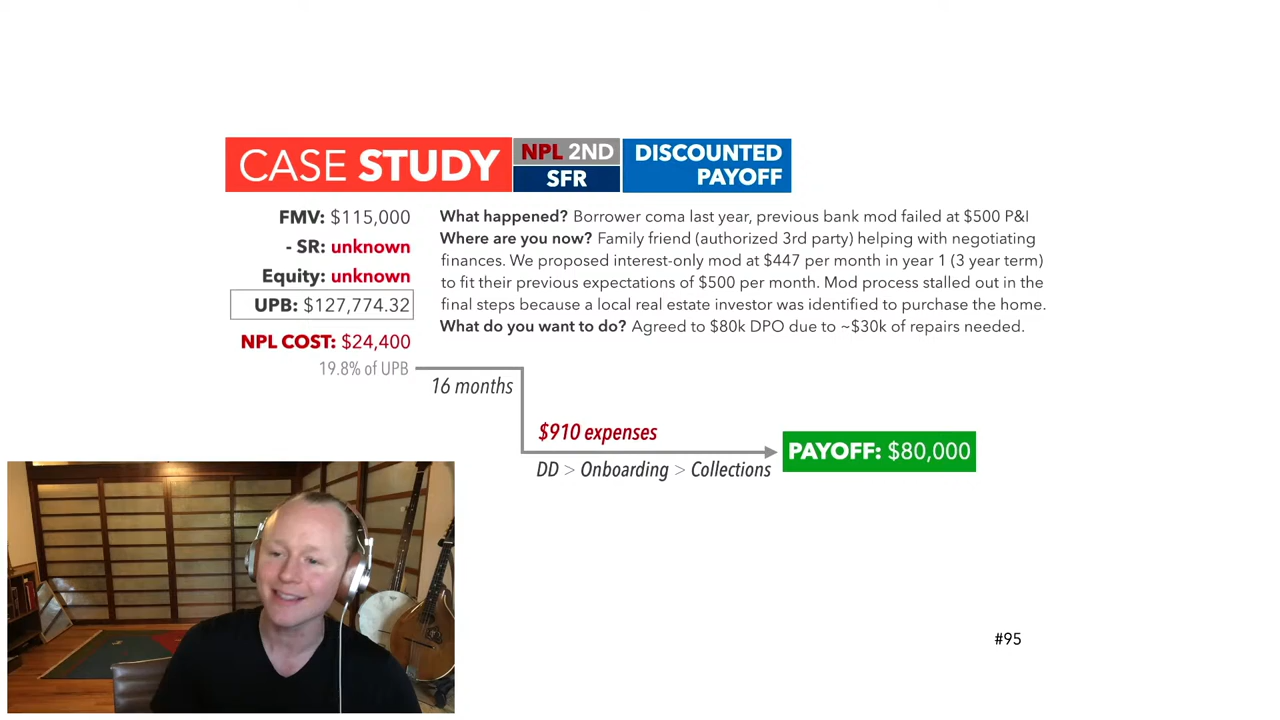 CASE STUDY
NPL 2ND
SFR
DISCOUNTED
PAYOFF
FMV: $115,000
- SR: unknown
Equity: unknown
UPB: $127,774.32
NPL COST: $24,400
19.8% of UPB
What happened? Borrower coma last year, previous bank mod failed at $500 P&I
Where are you now? Family friend (authorized 3rd party) helping with negotiating
finances. We proposed interest-only mod at $447 per month in year 1 (3 year term)
to fit their previous expectations of $500 per month. Mod process stalled out in the
final steps because a local real estate investor was identified to purchase the home.
What do you want to do? Agreed to $80k DPO due to ~$30k of repairs needed.
16 months
$910 expenses
DD > Onboarding > Collections
PAYOFF: $80,000
#95